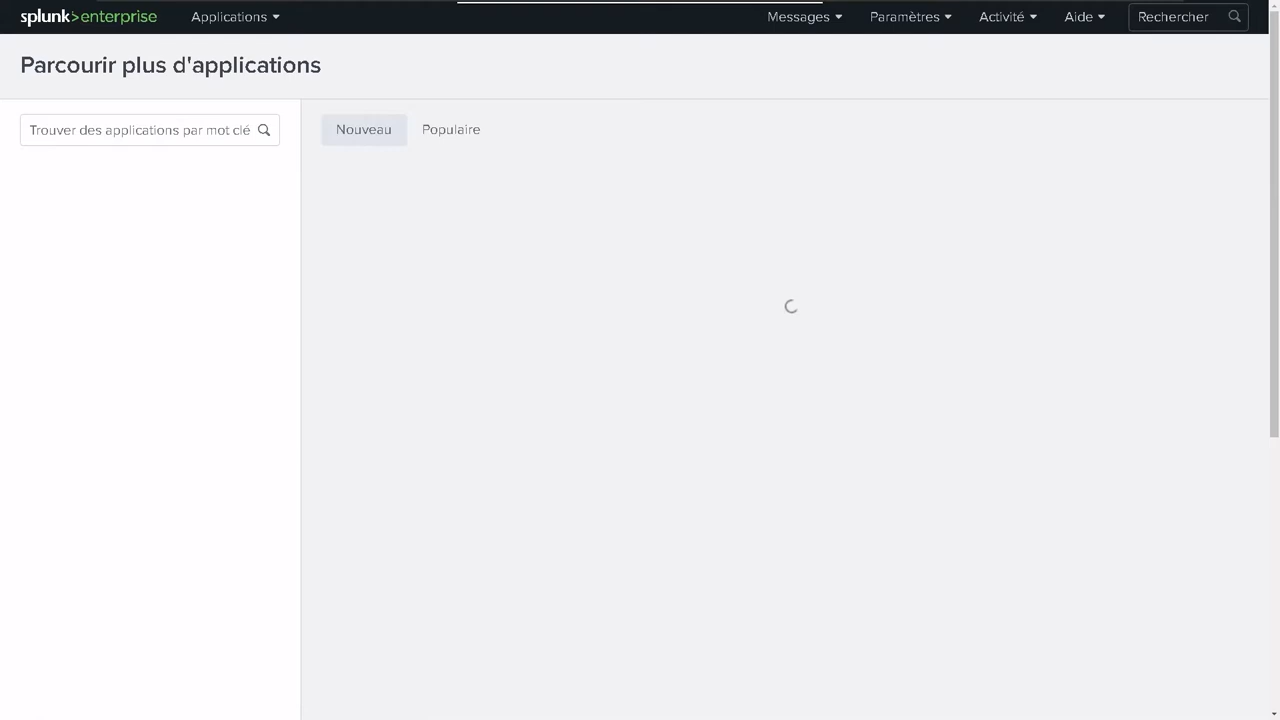 splunk>enterprise Applications Messages Paramètres Activité Aide Rechercher
Parcourir plus d'applications
Trouver des applications par mot clé
Nouveau Populaire